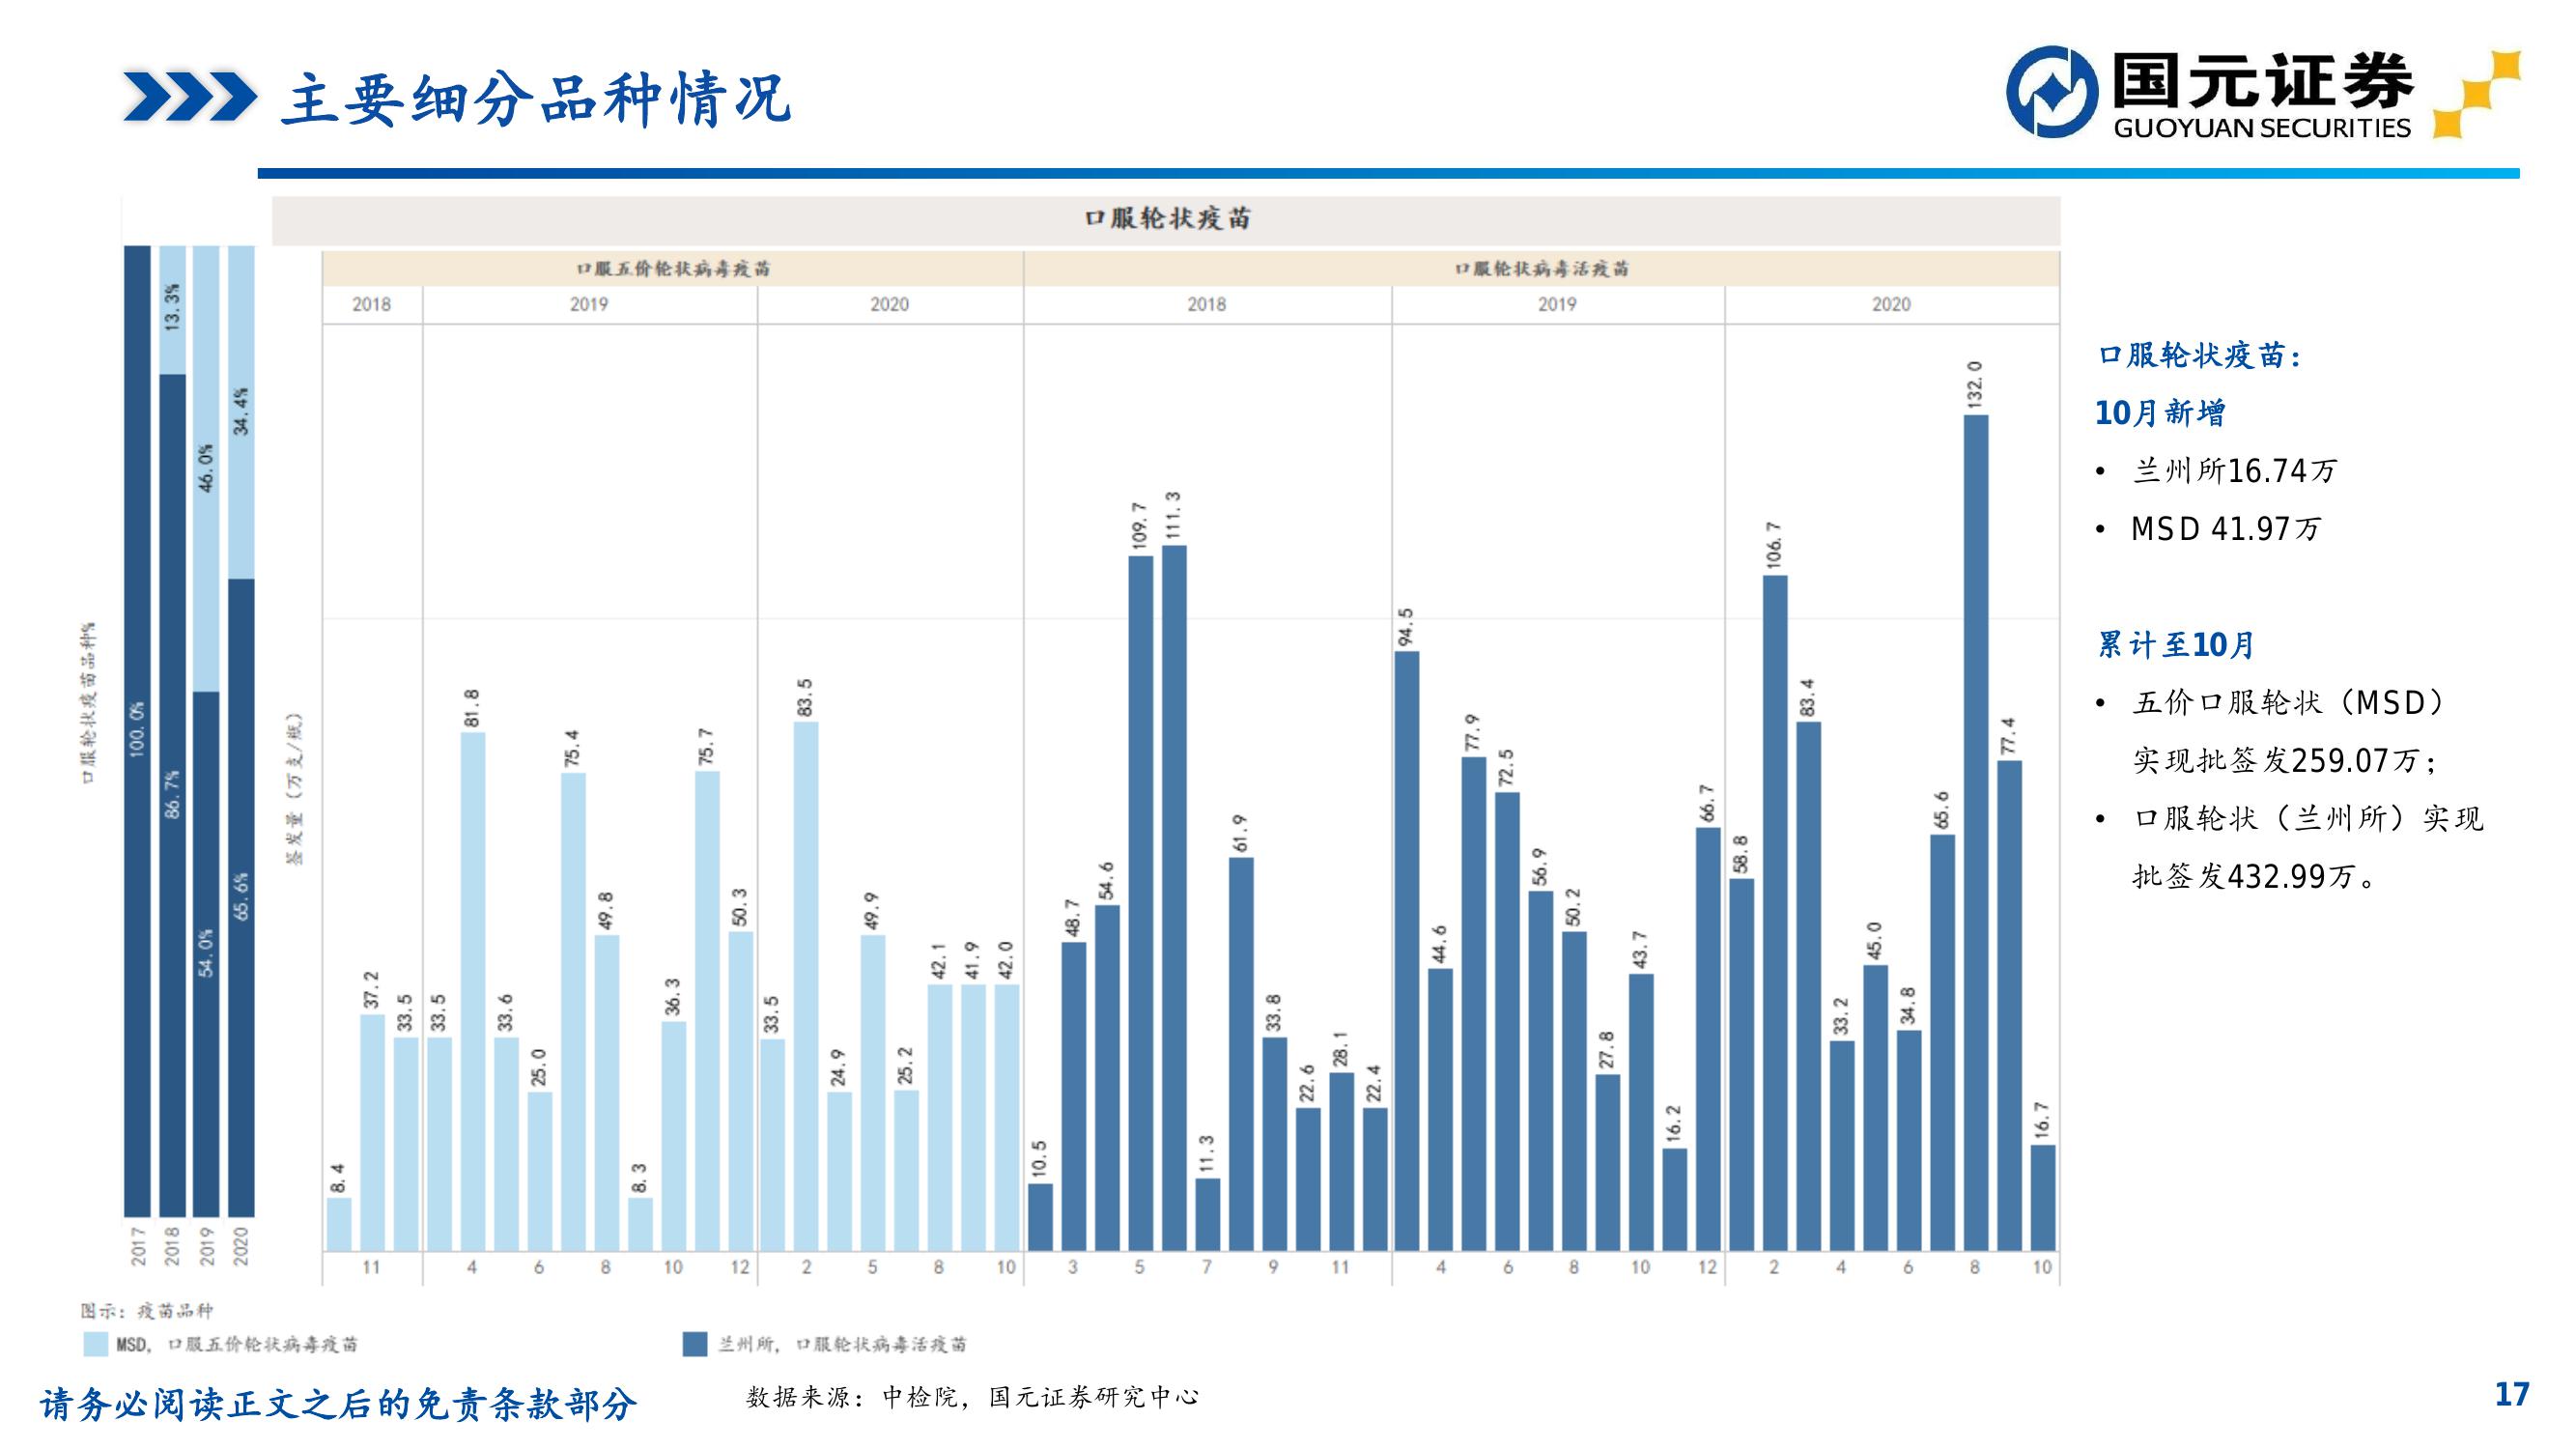 主要细分品种情况
国元证券
GUOYUAN SECURITIES
口服轮状疫苗
口服五价轮状病毒疫苗 口服轮状病毒活疫苗
2018 2019 2020 2018 2019 2020
口服轮状疫苗品种%
100.0%
13.3%
86.7%
46.0%
54.0%
34.4%
65.6%
2017 2018 2019 2020
签发量（万支/瓶）
8.4 37.2 33.5 33.5 81.8 33.6 25.0 75.4 49.8 8.3 36.3 75.7 50.3 33.5 83.5 24.9 49.9 25.2 42.1 41.9 42.0
10.5 48.7 54.6 109.7 111.3 11.3 61.9 33.8 22.6 28.1 22.4 94.5 44.6 77.9 72.5 56.9 50.2 27.8 43.7 16.2 66.7 58.8 106.7 83.4 33.2 45.0 34.8 65.6 132.0 77.4 16.7
11 4 6 8 10 12 2 5 8 10 3 5 7 9 11 4 6 8 10 12 2 4 6 8 10
图示：疫苗品种
MSD，口服五价轮状病毒疫苗
兰州所，口服轮状病毒活疫苗
口服轮状疫苗：
10月新增
• 兰州所16.74万
• MSD 41.97万
累计至10月
• 五价口服轮状（MSD）
实现批签发259.07万；
• 口服轮状（兰州所）实现
批签发432.99万。
请务必阅读正文之后的免责条款部分
数据来源：中检院，国元证券研究中心
17